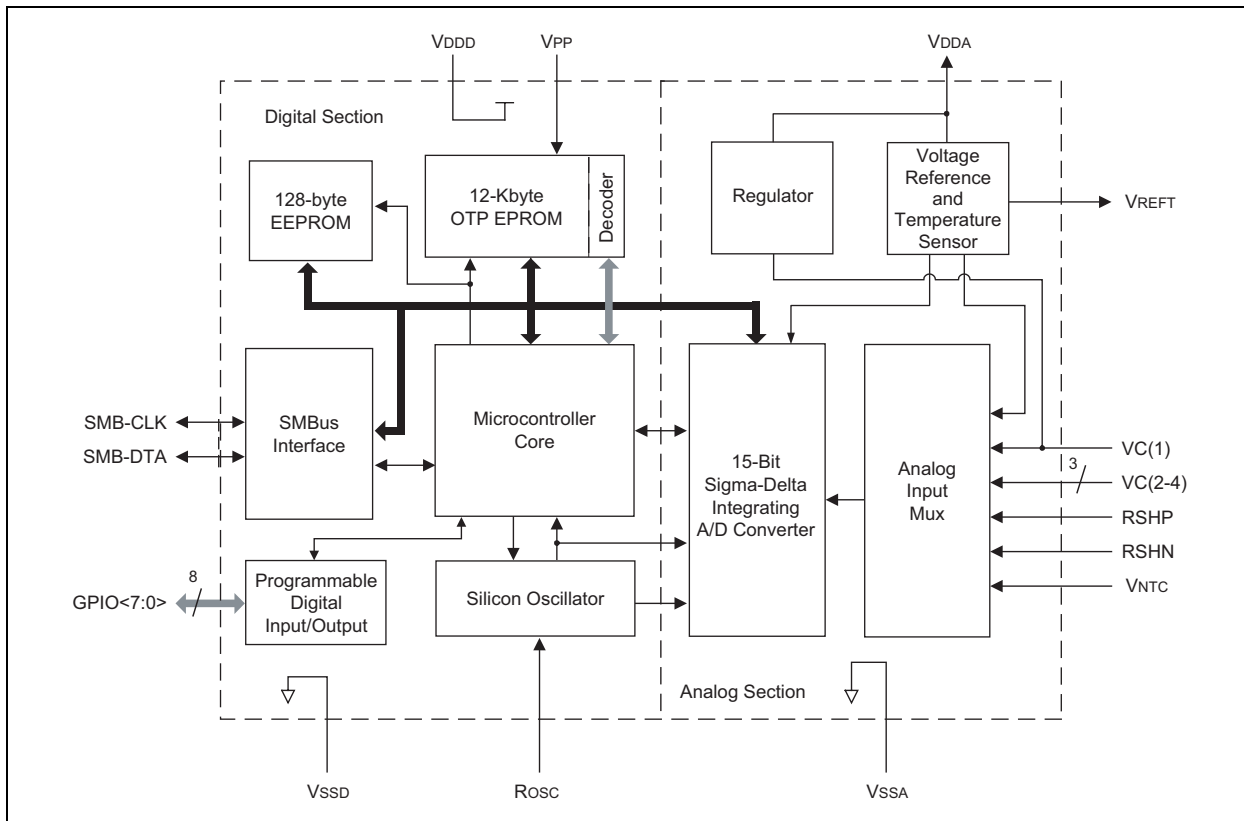 VDDD
VPP
VDDA
Digital Section
128-byte
EEPROM
12-Kbyte
OTP EPROM
Decoder
Regulator
Voltage
Reference
and
Temperature
Sensor
VREFT
SMB-CLK
SMB-DTA
SMBus
Interface
Microcontroller
Core
15-Bit
Sigma-Delta
Integrating
A/D Converter
Analog
Input
Mux
VC(1)
3
VC(2-4)
RSHP
RSHN
VNTC
8
GPIO<7:0>
Programmable
Digital
Input/Output
Silicon Oscillator
Analog Section
VSSD
ROSC
VSSA